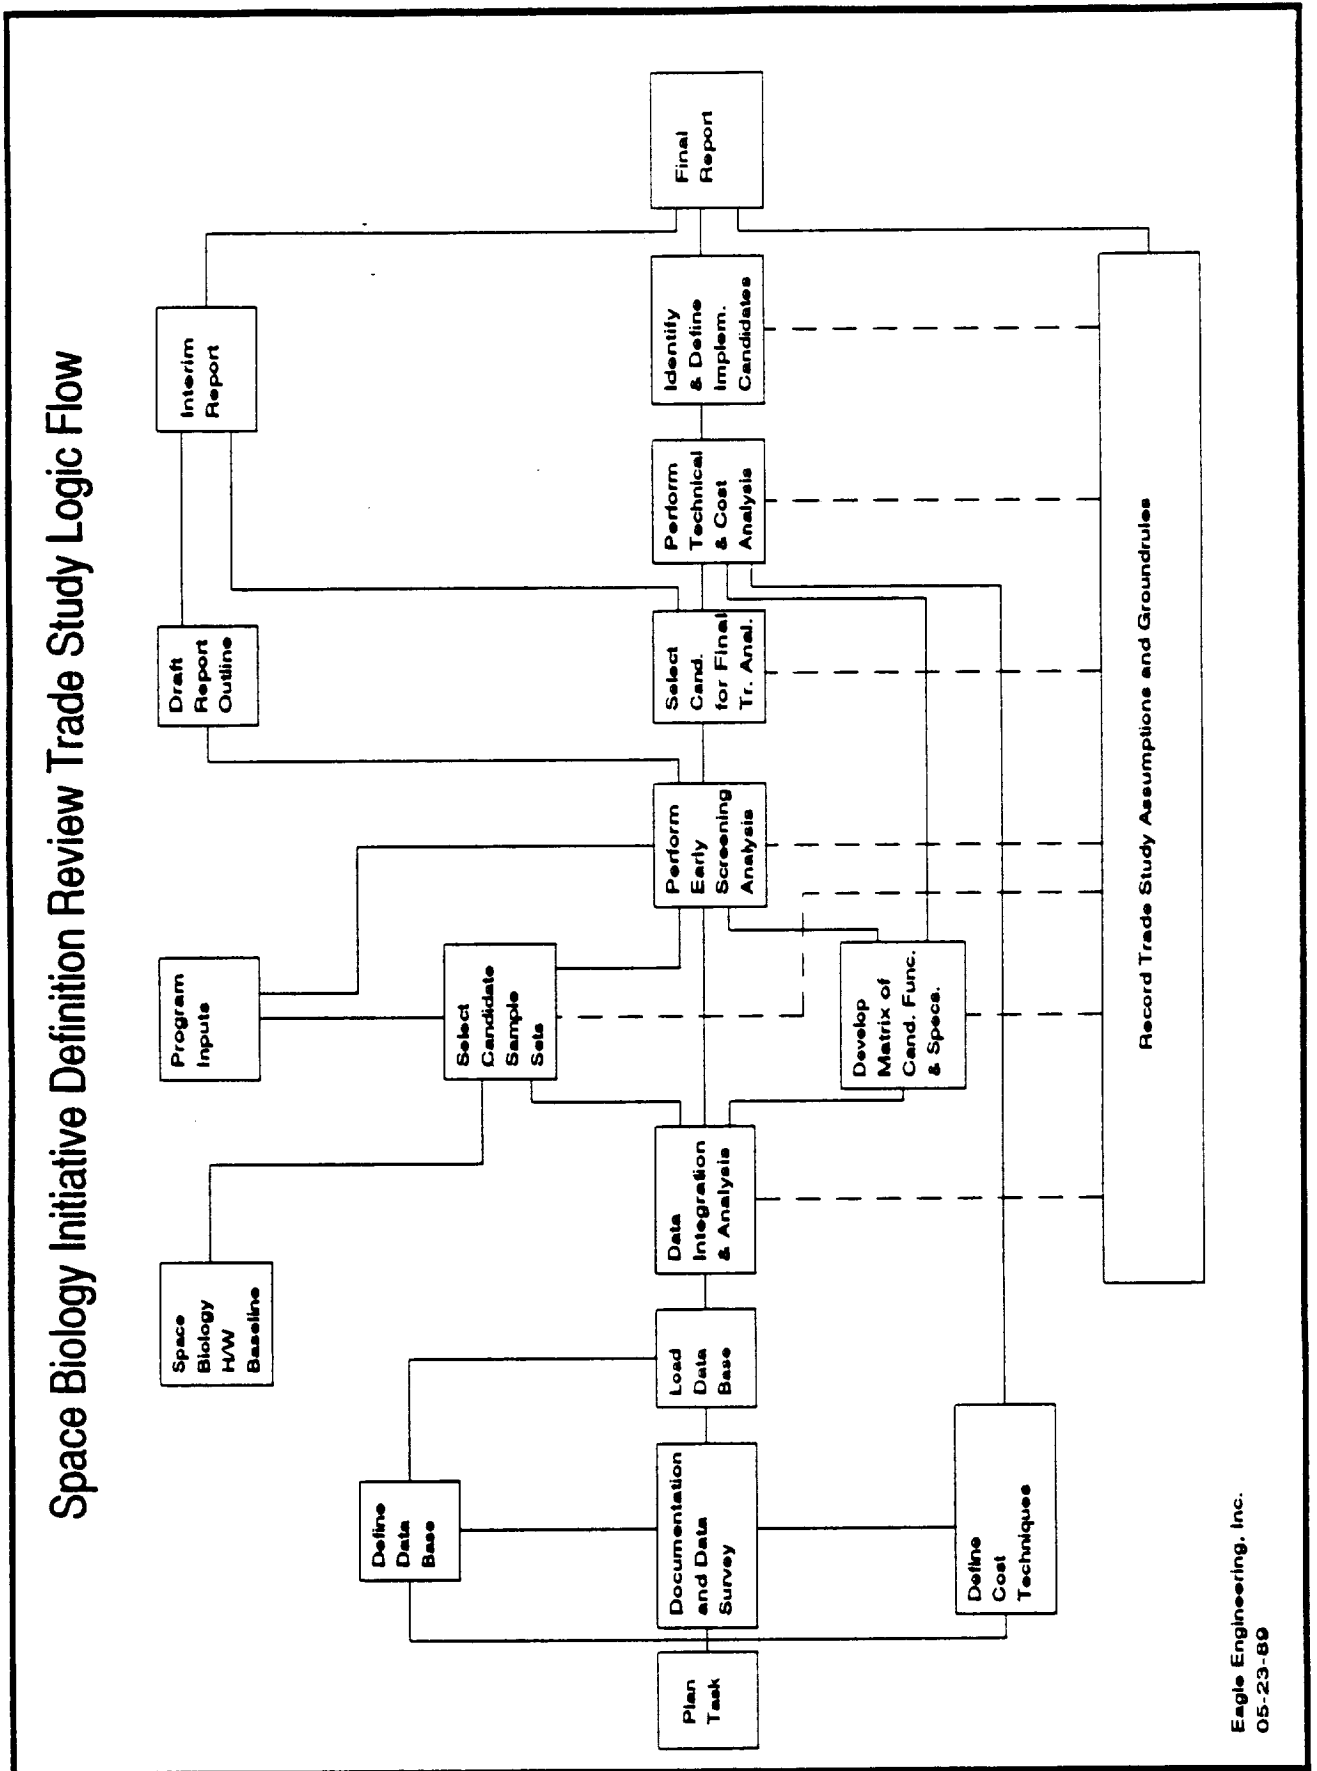 Space Biology Initiative Definition Review Trade Study Logic Flow
Space
Biology
H/W
Baseline
Program
Inputs
Draft
Report
Outline
Interim
Report
Define
Data
Base
Select
Candidate
Sample
Sets
Plan
Task
Documentation
and Data
Survey
Load
Data
Base
Data
Integration
& Analysis
Perform
Early
Screening
Analysis
Select
Cand.
for Final
Tr. Anal.
Perform
Technical
& Cost
Analysis
Identify
& Define
Implem.
Candidates
Final
Report
Develop
Matrix of
Cand. Func.
& Specs.
Define
Cost
Techniques
Record Trade Study Assumptions and Groundrules
Eagle Engineering, Inc.
05-23-89